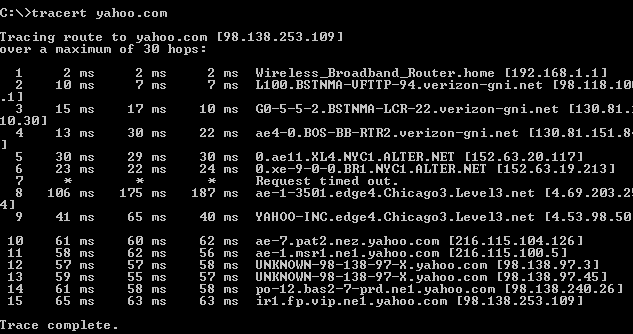 C:\>tracert yahoo.com
Tracing route to yahoo.com [98.138.253.109]
over a maximum of 30 hops:
1 2 ms 2 ms 2 ms Wireless_Broadband_Router.home [192.168.1.1]
2 10 ms 7 ms 7 ms L100.BSTNMA-VFTTP-94.verizon-gni.net [98.118.100
.1]
3 15 ms 17 ms 10 ms G0-5-5-2.BSTNMA-LCR-22.verizon-gni.net [130.81.1
10.30]
4 13 ms 30 ms 22 ms ae4-0.BOS-BB-RTR2.verizon-gni.net [130.81.151.8
]
5 30 ms 29 ms 30 ms 0.ae11.XL4.NYC1.ALTER.NET [152.63.20.117]
6 23 ms 22 ms 24 ms 0.xe-9-0-0.BR1.NYC1.ALTER.NET [152.63.19.213]
7 * * * Request timed out.
8 106 ms 175 ms 187 ms ae-1-3501.edge4.Chicago3.Level3.net [4.69.203.25
4]
9 41 ms 65 ms 40 ms YAHOO-INC.edge4.Chicago3.Level3.net [4.53.98.50]
10 61 ms 60 ms 62 ms ae-7.pat2.nez.yahoo.com [216.115.104.126]
11 58 ms 62 ms 56 ms ae-1.msr1.ne1.yahoo.com [216.115.100.5]
12 57 ms 57 ms 58 ms UNKNOWN-98-138-97-X.yahoo.com [98.138.97.3]
13 59 ms 55 ms 57 ms UNKNOWN-98-138-97-X.yahoo.com [98.138.97.45]
14 61 ms 58 ms 58 ms po-12.bas2-7-prd.ne1.yahoo.com [98.138.240.26]
15 65 ms 63 ms 63 ms ir1.fp.vip.ne1.yahoo.com [98.138.253.109]
Trace complete.